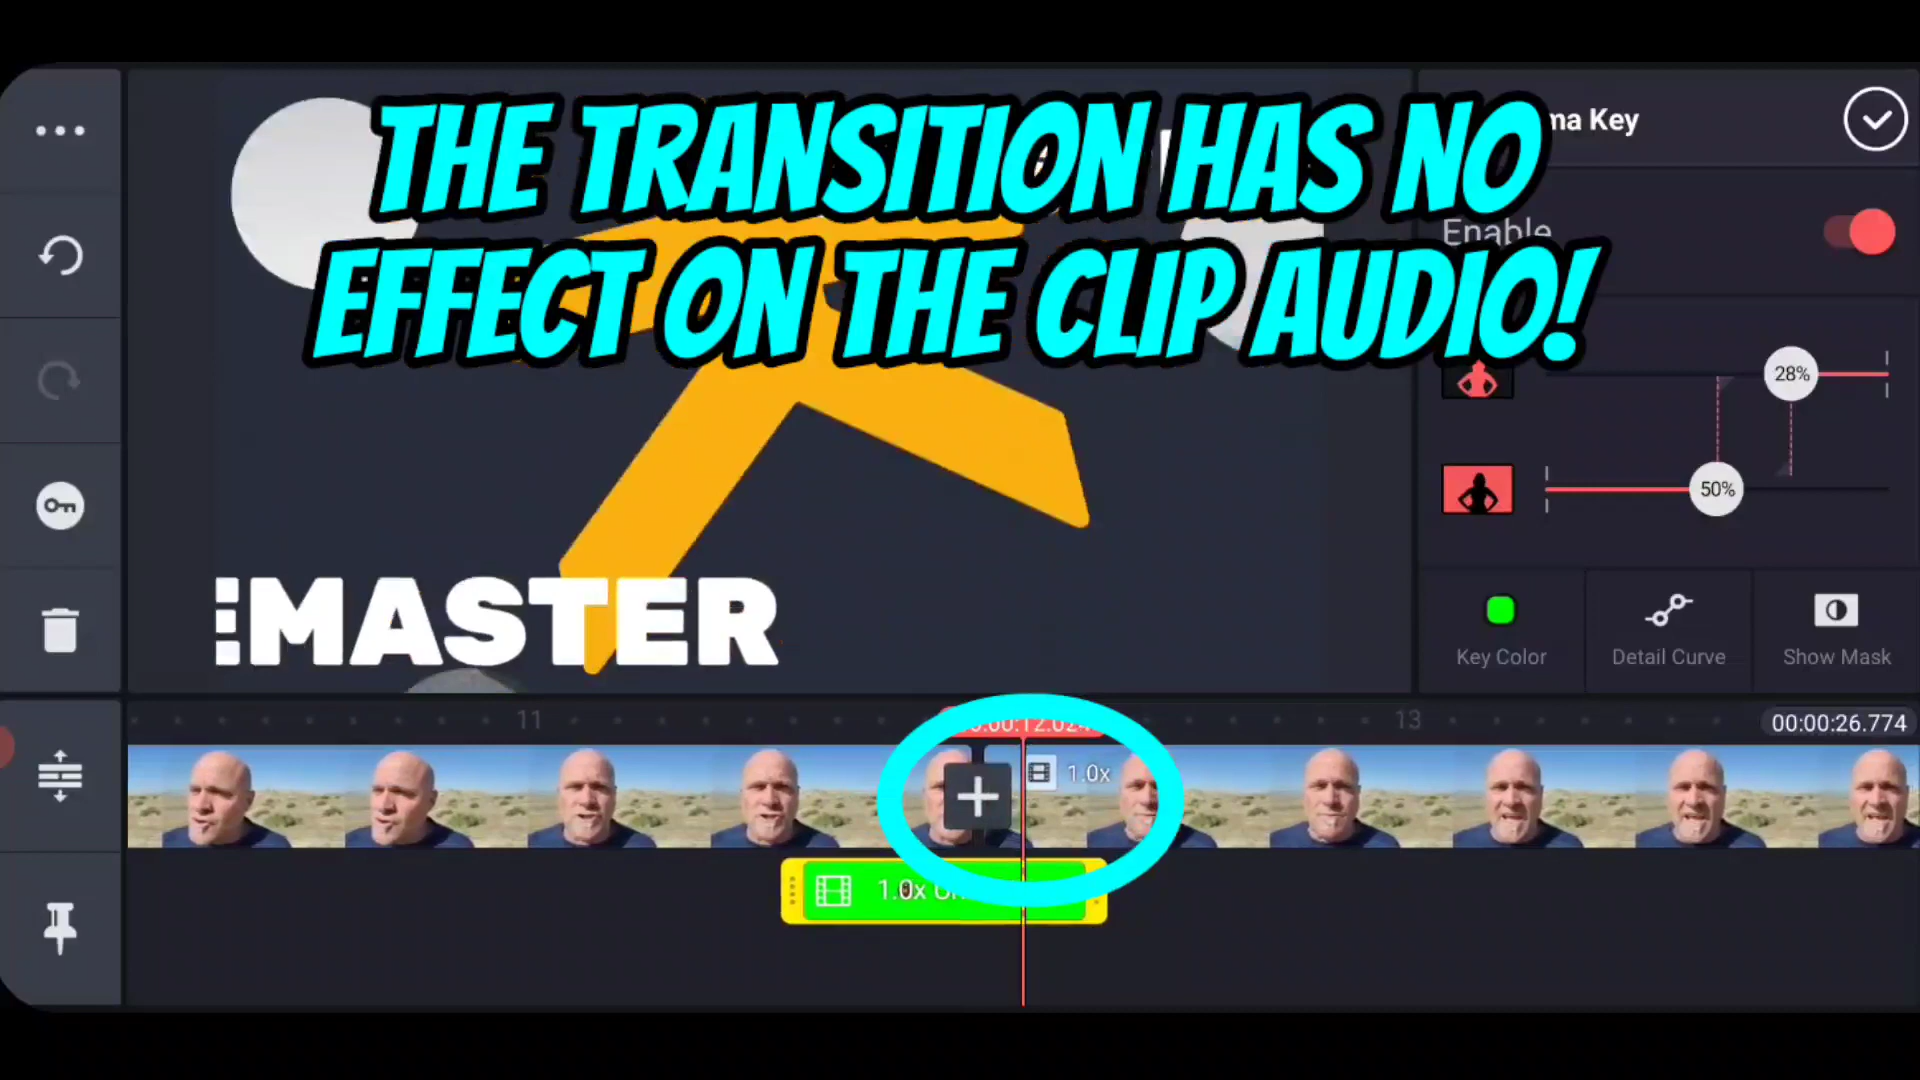 THE TRANSITION HAS NO
EFFECT ON THE CLIP AUDIO!
ma Key
Enable
28%
50%
MASTER
Key Color
Detail Curve
Show Mask
11
13
00:00:26.774
1.0x
1.0x